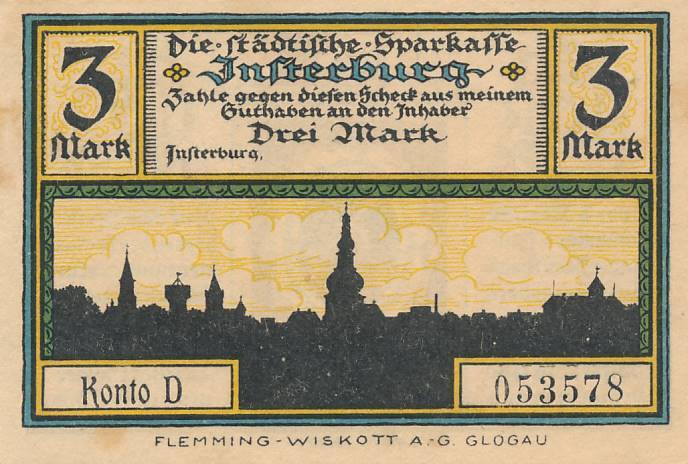 3
Mark
Die städtische Sparkasse
Insterburg
Zahle gegen diesen Scheck aus meinem
Guthaben an den Inhaber
Drei Mark
Insterburg,
3
Mark
Konto D
053578
FLEMMING-WISKOTT A.-G. GLOGAU